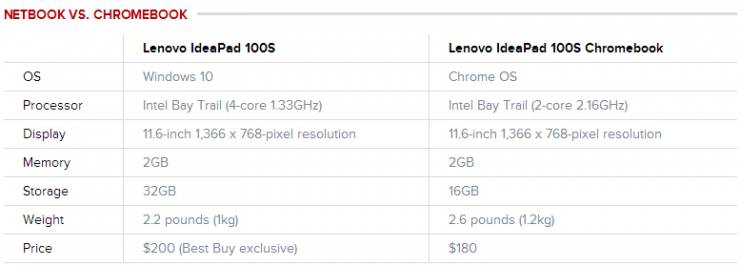 NETBOOK VS. CHROMEBOOK
Lenovo IdeaPad 100S Lenovo IdeaPad 100S Chromebook
OS Windows 10 Chrome OS
Processor Intel Bay Trail (4-core 1.33GHz) Intel Bay Trail (2-core 2.16GHz)
Display 11.6-inch 1,366 x 768-pixel resolution 11.6-inch 1,366 x 768-pixel resolution
Memory 2GB 2GB
Storage 32GB 16GB
Weight 2.2 pounds (1kg) 2.6 pounds (1.2kg)
Price $200 (Best Buy exclusive) $180